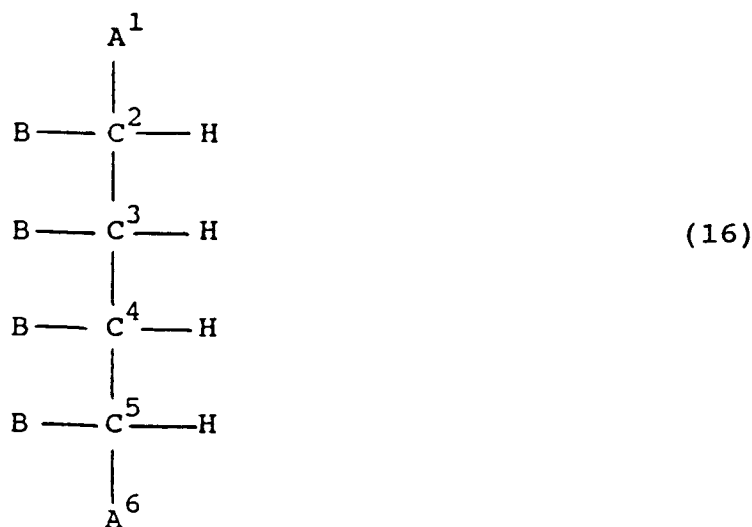 A¹
B C² H
B C³ H
(16)
B C⁴ H
B C⁵ H
A⁶